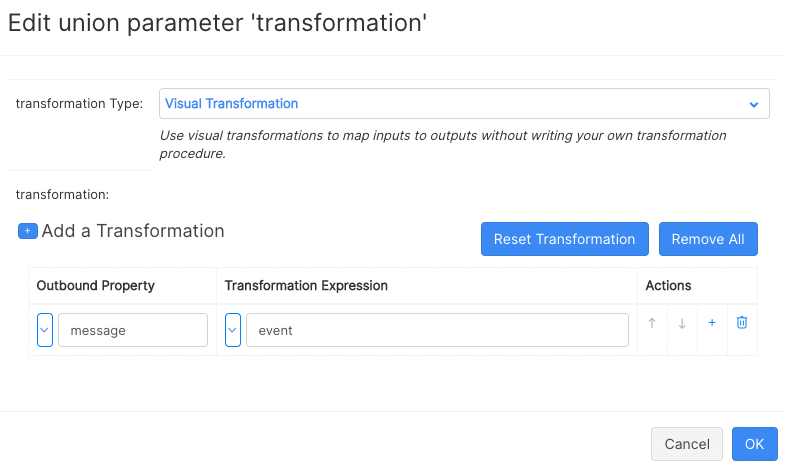 Edit union parameter 'transformation'
transformation Type:
Visual Transformation
Use visual transformations to map inputs to outputs without writing your own transformation
procedure.
transformation:
+ Add a Transformation
Reset Transformation
Remove All
Outbound Property
Transformation Expression
Actions
message
event
Cancel
OK